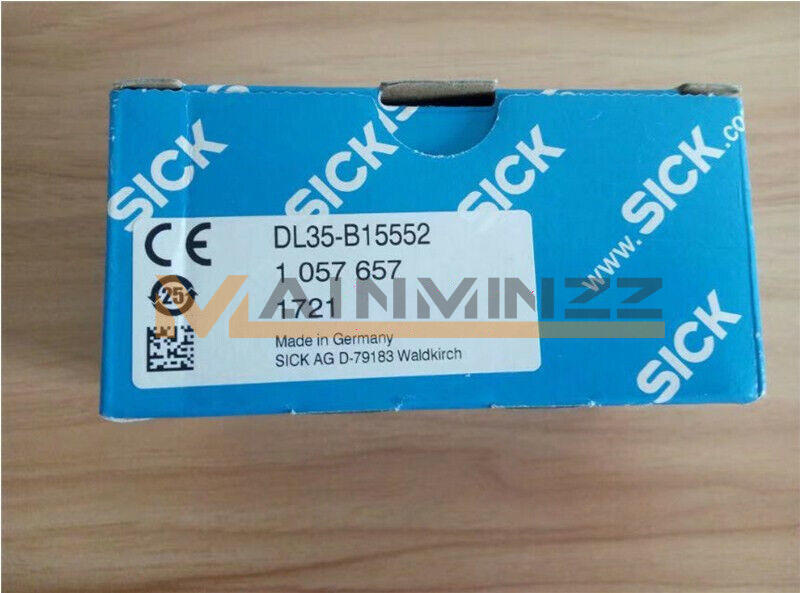 SICK
SICK
SICK
SICK
www.SICK.co
SICK
CE
DL35-B15552
1 057 657
1721
25
Made in Germany
SICK AG D-79183 Waldkirch
MAINMINZZ